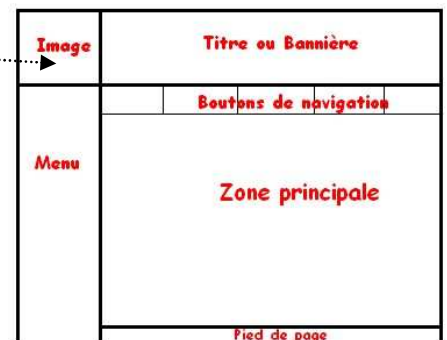 Image
Titre ou Bannière
Boutons de navigation
Menu
Zone principale
Pied de page